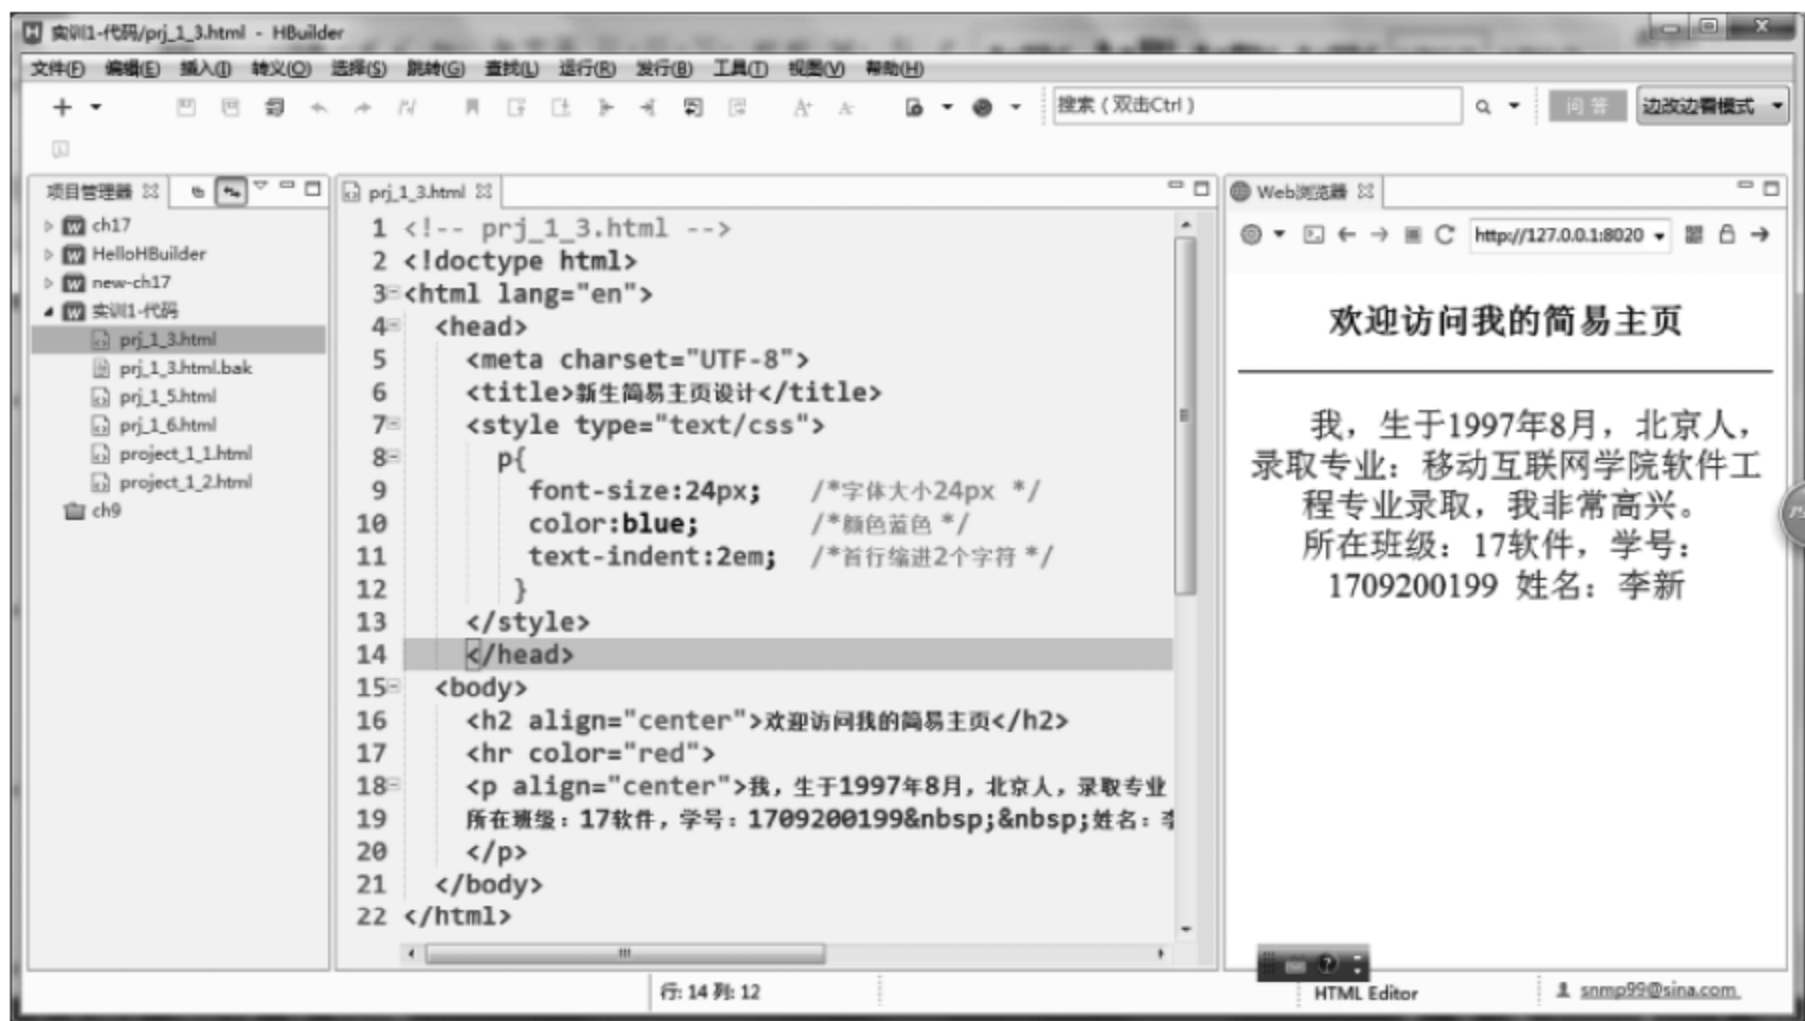 实训1-代码/prj_1_3.html - HBuilder
文件(F) 编辑(E) 插入(I) 转义(O) 选择(S) 跳转(G) 查找(L) 运行(R) 发行(B) 工具(T) 视图(V) 帮助(H)
搜索（双击Ctrl） 问答 边改边看模式
项目管理器
ch17
HelloHBuilder
new-ch17
实训1-代码
prj_1_3.html
prj_1_3.html.bak
prj_1_5.html
prj_1_6.html
project_1_1.html
project_1_2.html
ch9
prj_1_3.html
1 <!-- prj_1_3.html -->
2 <!doctype html>
3 <html lang="en">
4 <head>
5 <meta charset="UTF-8">
6 <title>新生简易主页设计</title>
7 <style type="text/css">
8 p{
9 font-size:24px; /*字体大小24px */
10 color:blue; /*颜色蓝色 */
11 text-indent:2em; /*首行缩进2个字符 */
12 }
13 </style>
14 </head>
15 <body>
16 <h2 align="center">欢迎访问我的简易主页</h2>
17 <hr color="red">
18 <p align="center">我，生于1997年8月，北京人，录取专业
19 所在班级：17软件，学号：1709200199&nbsp;&nbsp;姓名：
20 </p>
21 </body>
22 </html>
Web浏览器
http://127.0.0.1:8020
欢迎访问我的简易主页
我，生于1997年8月，北京人，
录取专业：移动互联网学院软件工
程专业录取，我非常高兴。
所在班级：17软件，学号：
1709200199 姓名：李新
行: 14 列: 12
HTML Editor
snmp99@sina.com